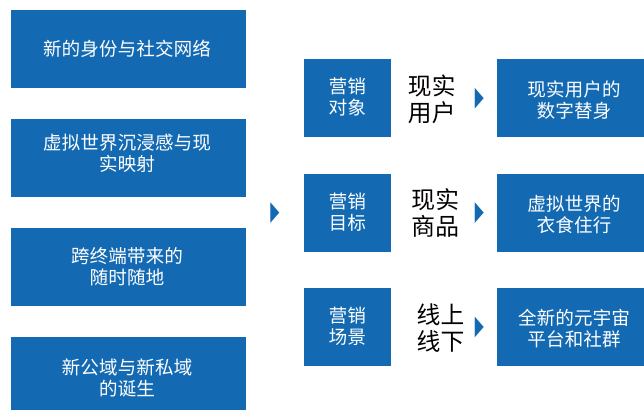 新的身份与社交网络
虚拟世界沉浸感与现
实映射
跨终端带来的
随时随地
新公域与新私域
的诞生
营销
对象
现实
用户
现实用户的
数字替身
营销
目标
现实
商品
虚拟世界的
衣食住行
营销
场景
线上
线下
全新的元宇宙
平台和社群